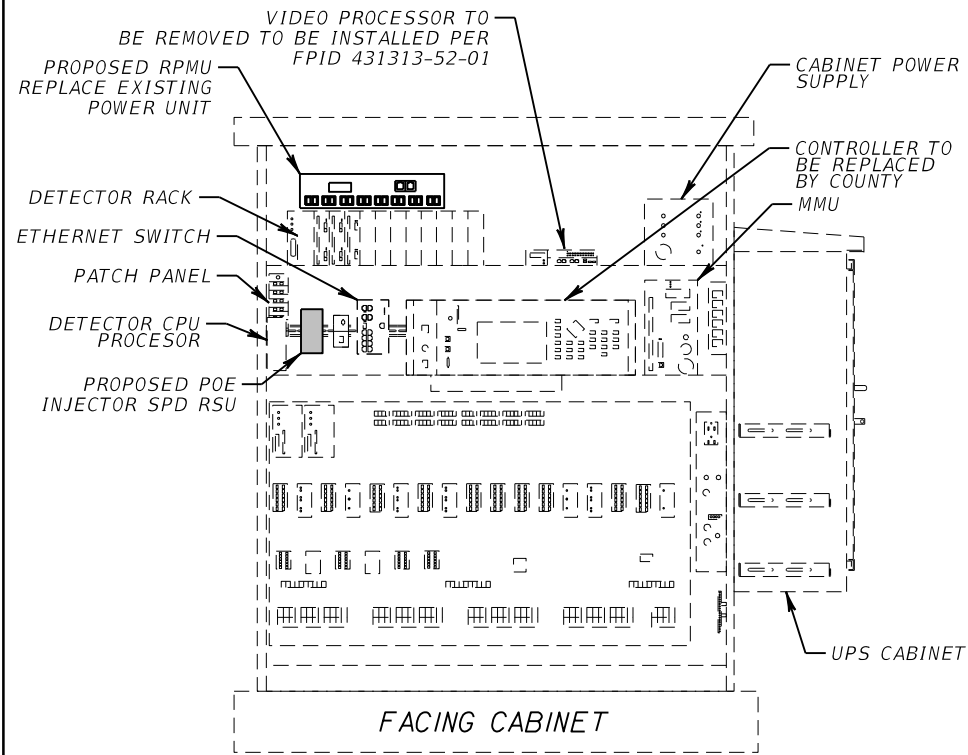 VIDEO PROCESSOR TO
BE REMOVED TO BE INSTALLED PER
FPID 431313-52-01
PROPOSED RPMU
REPLACE EXISTING
POWER UNIT
CABINET POWER
SUPPLY
CONTROLLER TO
BE REPLACED
BY COUNTY
MMU
DETECTOR RACK
ETHERNET SWITCH
PATCH PANEL
DETECTOR CPU
PROCESOR
PROPOSED POE
INJECTOR SPD RSU
UPS CABINET
FACING CABINET